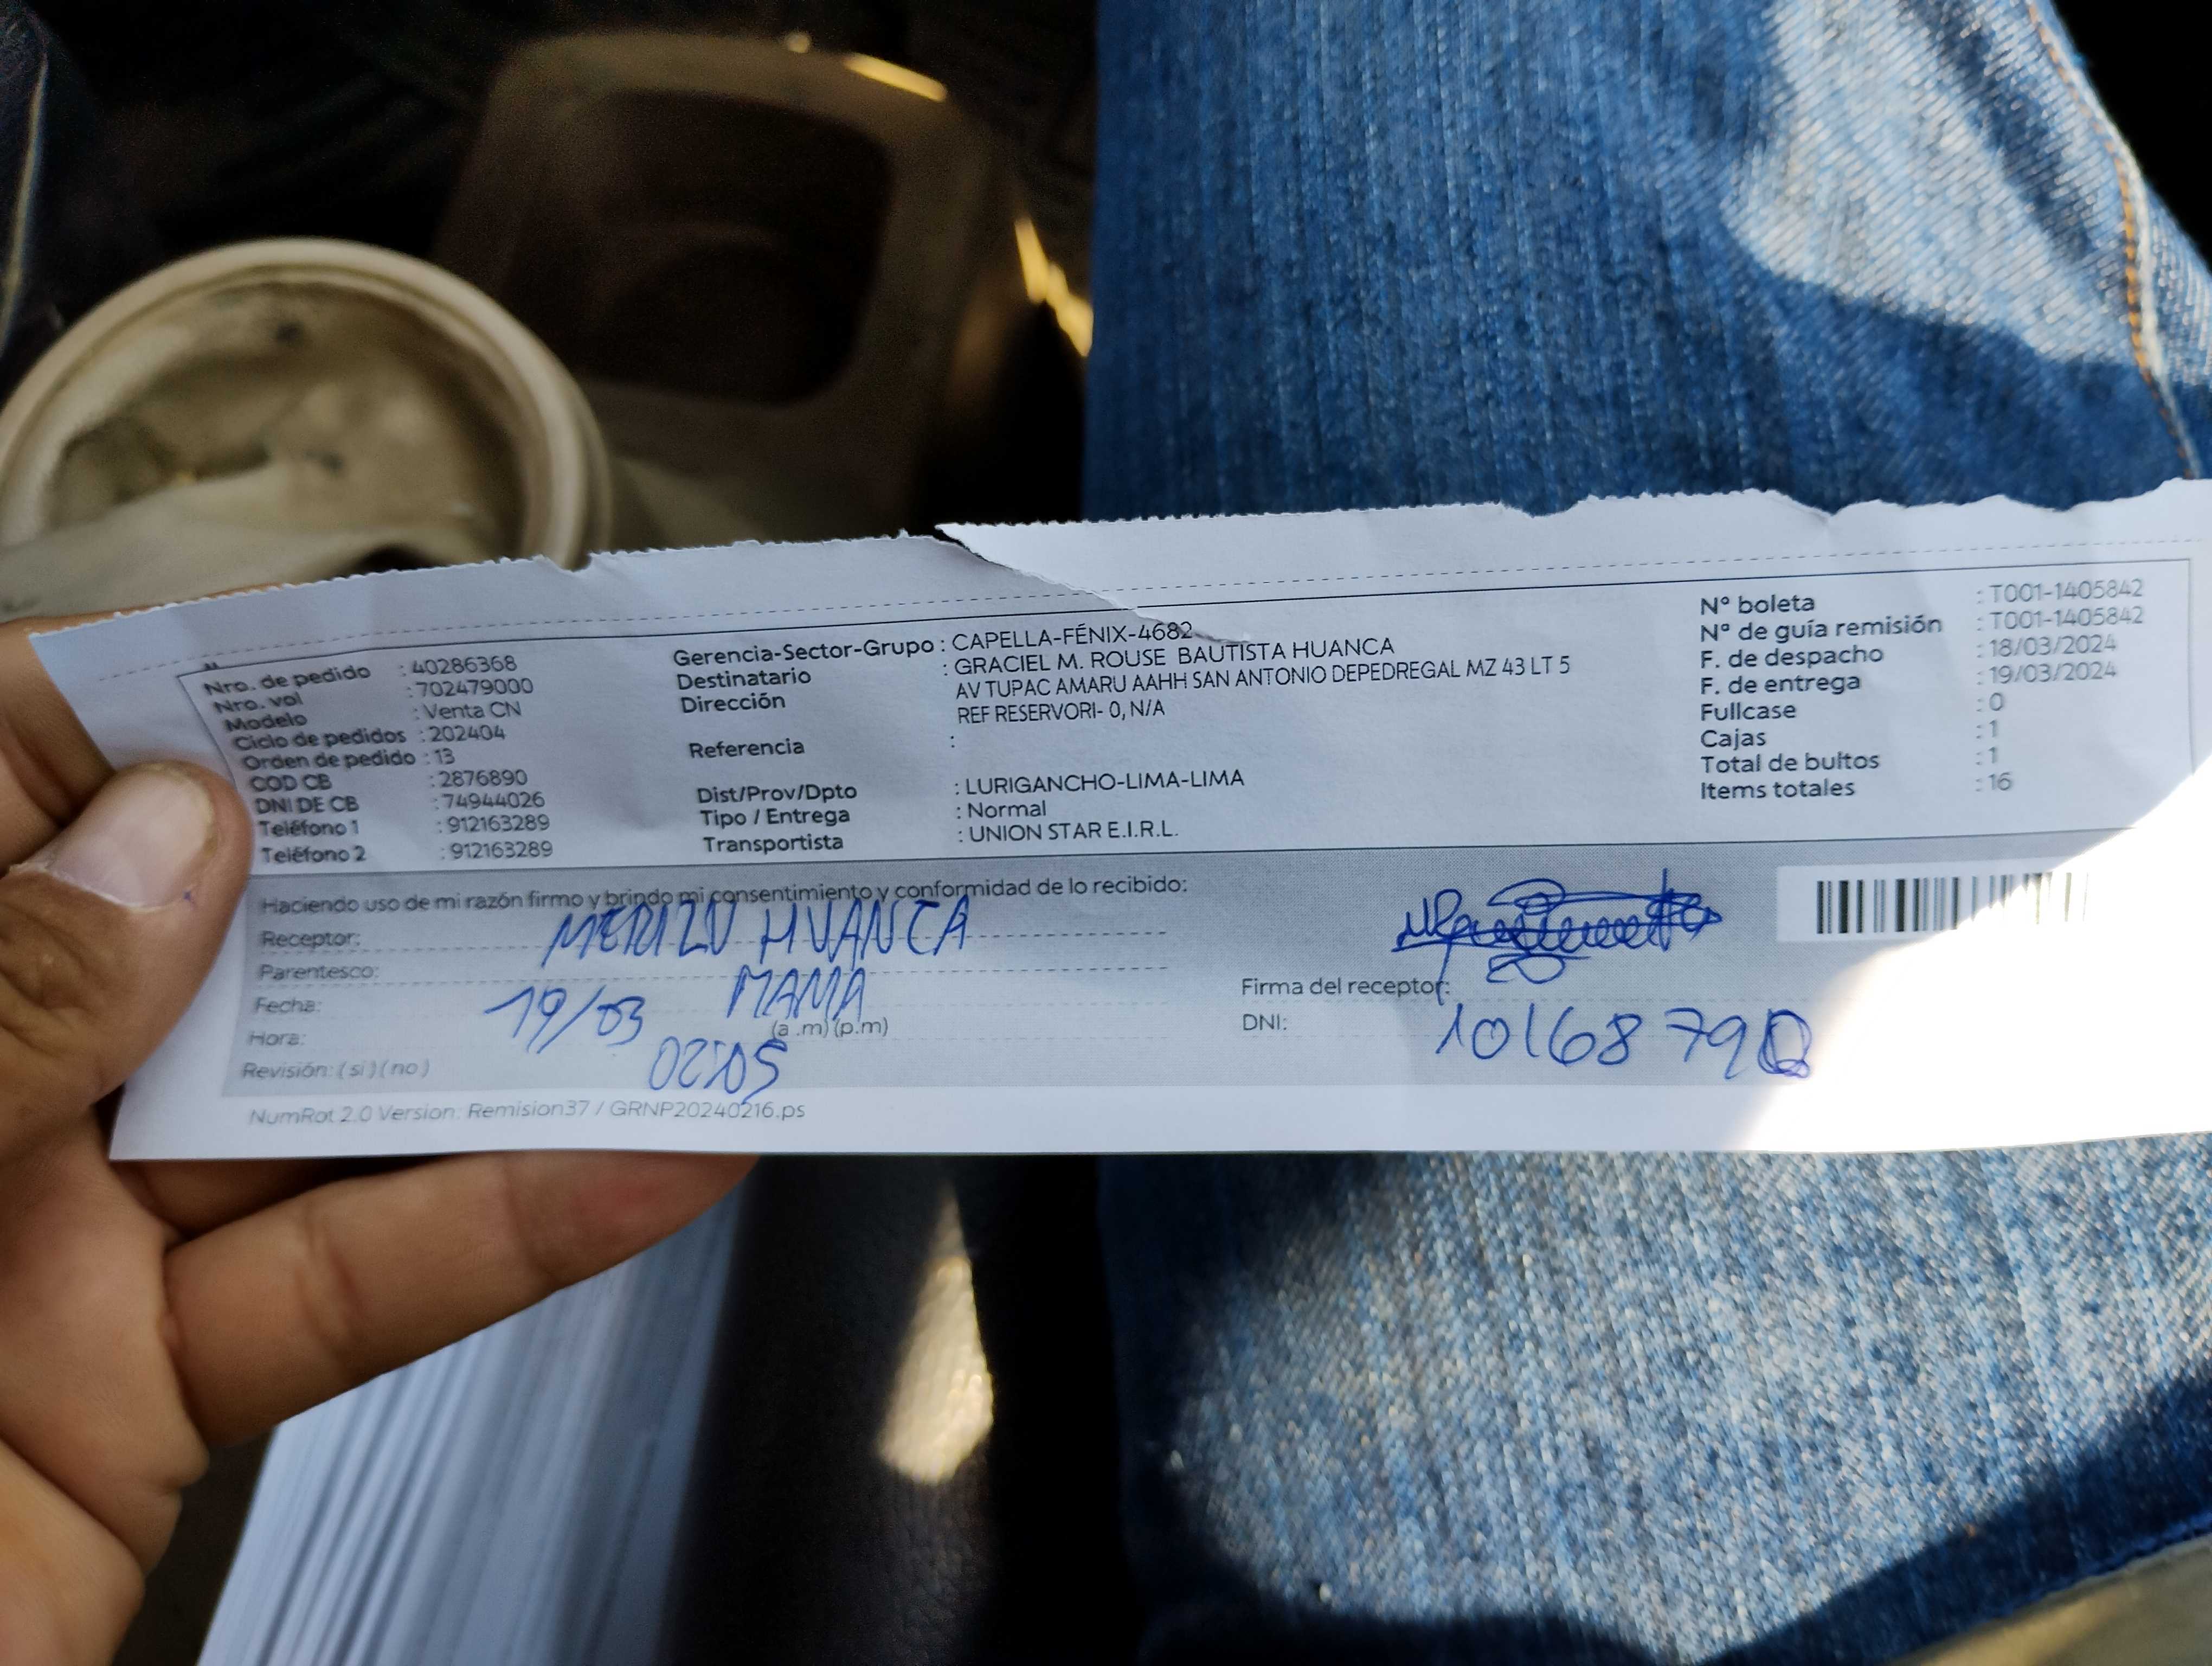 Nro. de pedido : 40286368
Nro. vol : 702479000
Modelo : Venta CN
Ciclo de pedidos : 202404
Orden de pedido : 13
COD CB : 2876890
DNI DE CB : 74944026
Teléfono 1 : 912163289
Teléfono 2 : 912163289
Gerencia-Sector-Grupo : CAPELLA-FÉNIX-4682
Destinatario : GRACIEL M. ROUSE BAUTISTA HUANCA
Dirección AV TUPAC AMARU AAHH SAN ANTONIO DEPEDREGAL MZ 43 LT 5
REF RESERVORI- 0, N/A
Referencia :
Dist/Prov/Dpto : LURIGANCHO-LIMA-LIMA
Tipo / Entrega : Normal
Transportista : UNION STAR E.I.R.L.
N° boleta : T001-1405842
N° de guía remisión : T001-1405842
F. de despacho : 18/03/2024
F. de entrega : 19/03/2024
Fullcase : 0
Cajas : 1
Total de bultos : 1
Items totales : 16
Haciendo uso de mi razón firmo y brindo mi consentimiento y conformidad de lo recibido:
Receptor: HUANCA
Parentesco: MAMA
Fecha: 19/03
Hora: (a .m) (p.m)
Revisión: ( si ) ( no )
Firma del receptor:
DNI:
NumRot 2.0 Version: Remision37 / GRNP20240216.ps